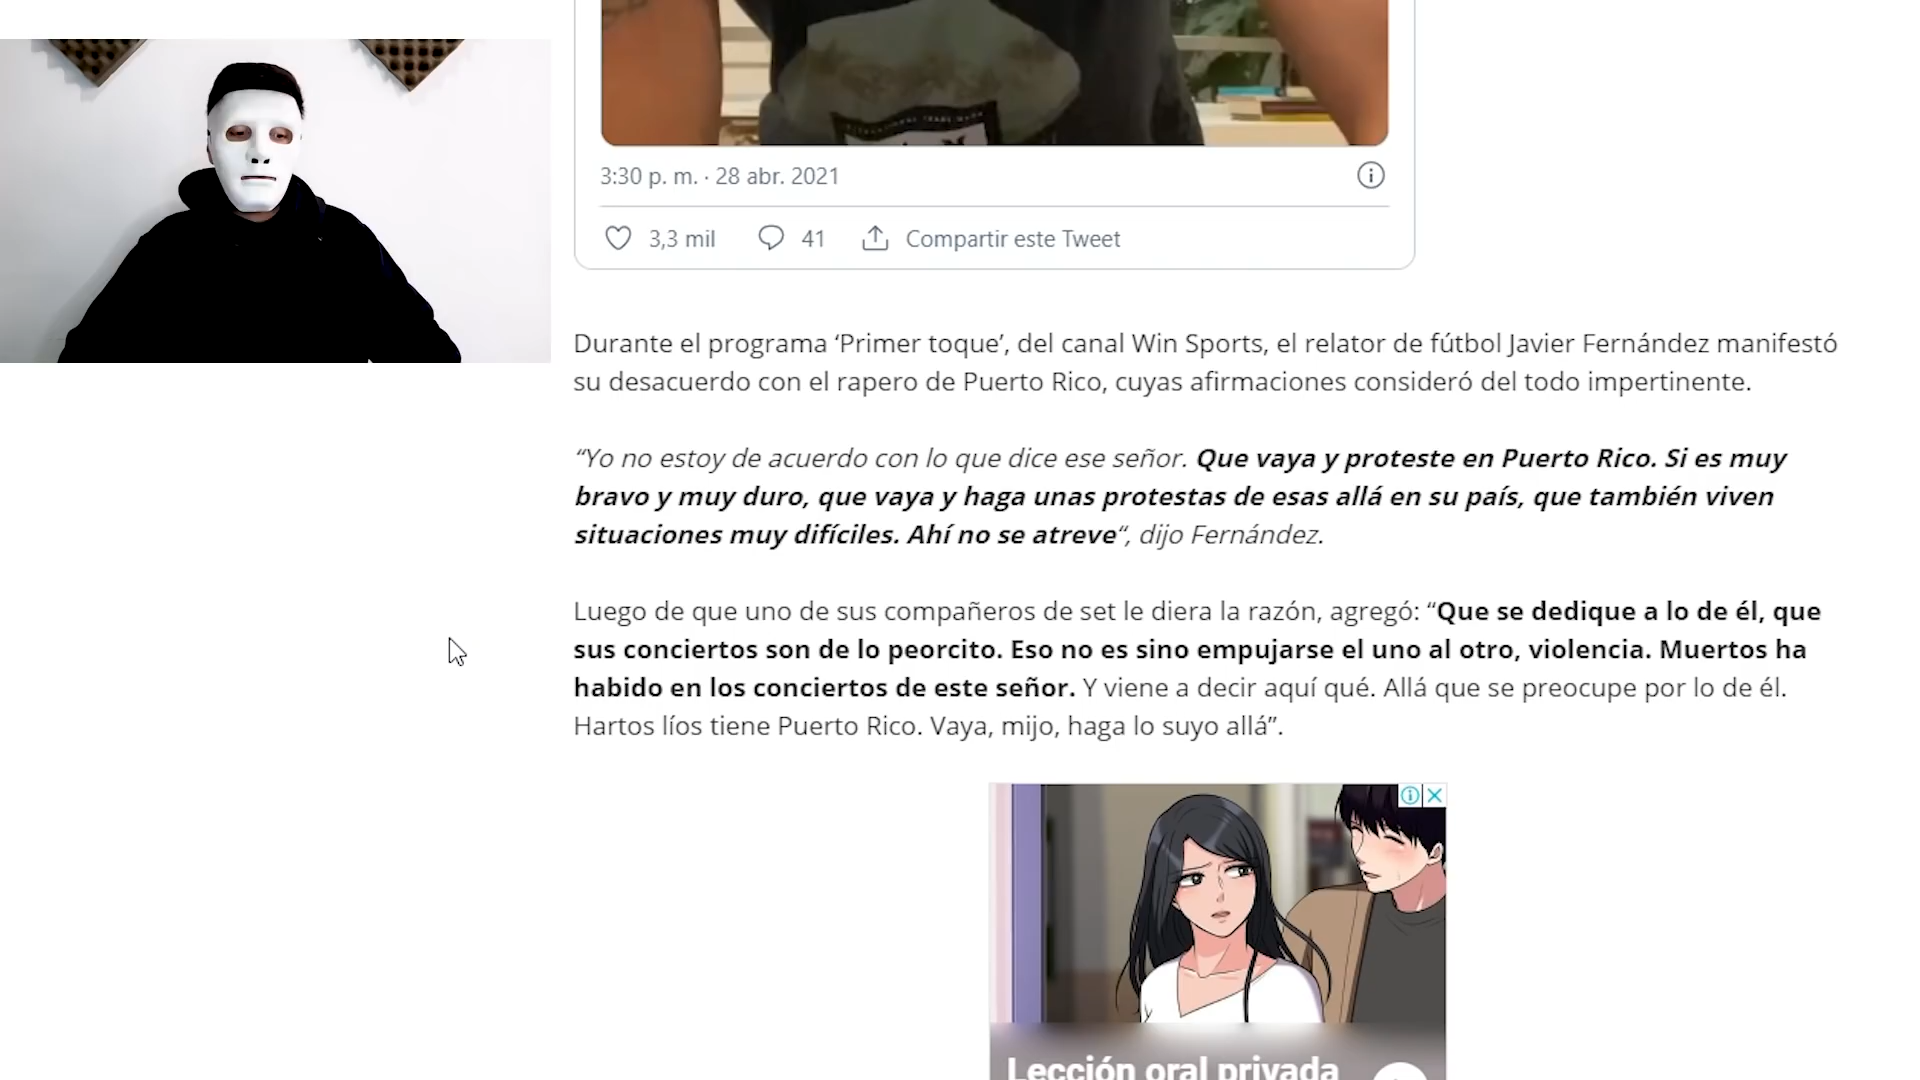 3:30 p. m. · 28 abr. 2021
3,3 mil 41 Compartir este Tweet
Durante el programa ‘Primer toque’, del canal Win Sports, el relator de fútbol Javier Fernández manifestó
su desacuerdo con el rapero de Puerto Rico, cuyas afirmaciones consideró del todo impertinente.
“Yo no estoy de acuerdo con lo que dice ese señor. Que vaya y proteste en Puerto Rico. Si es muy
bravo y muy duro, que vaya y haga unas protestas de esas allá en su país, que también viven
situaciones muy difíciles. Ahí no se atreve“, dijo Fernández.
Luego de que uno de sus compañeros de set le diera la razón, agregó: “Que se dedique a lo de él, que
sus conciertos son de lo peorcito. Eso no es sino empujarse el uno al otro, violencia. Muertos ha
habido en los conciertos de este señor. Y viene a decir aquí qué. Allá que se preocupe por lo de él.
Hartos líos tiene Puerto Rico. Vaya, mijo, haga lo suyo allá”.
Lección oral privada